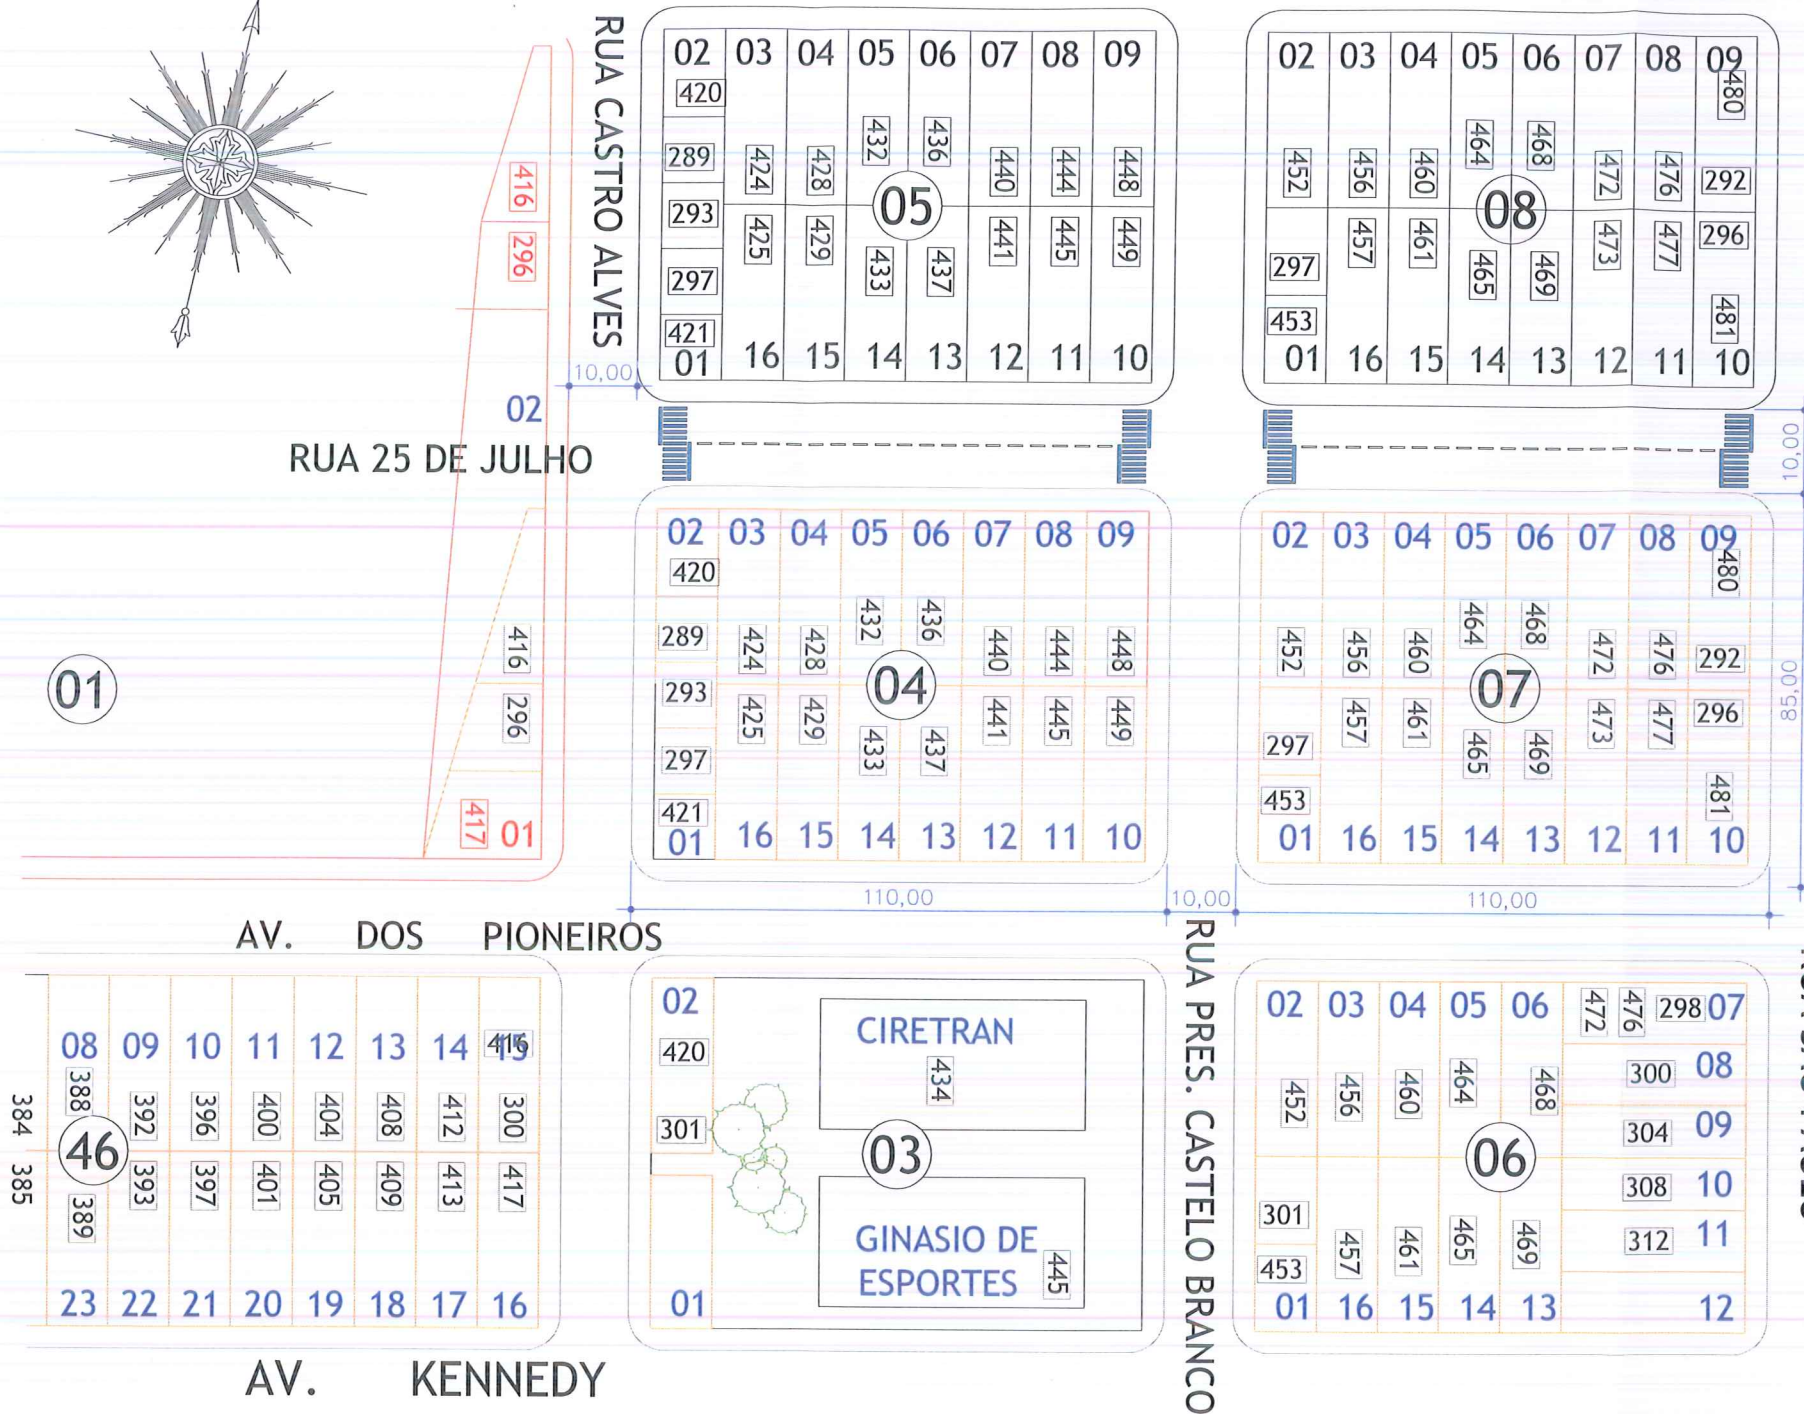 RUA CASTRO ALVES
416
296
02
RUA 25 DE JULHO
10,00
01
416
296
417 01
02 03 04 05 06 07 08 09
420
432 436
289 424 428 440 444 448
05
293 425 429 441 445 449
297 433 437
421
01 16 15 14 13 12 11 10
02 03 04 05 06 07 08 09
480
464 468
452 456 460 472 476 292
08
457 461 473 477 296
297 465 469
453 481
01 16 15 14 13 12 11 10
10,00
02 03 04 05 06 07 08 09
420
432 436
289 424 428 440 444 448
04
293 425 429 441 445 449
297 433 437
421
01 16 15 14 13 12 11 10
02 03 04 05 06 07 08 09
480
464 468
452 456 460 472 476 292
07
457 461 473 477 296
297 465 469
453 481
01 16 15 14 13 12 11 10
85,00
110,00 10,00 110,00
AV. DOS PIONEIROS
RUA PRES. CASTELO BRANCO
08 09 10 11 12 13 14 15
416
384 388 392 396 400 404 408 412 300
46
385 389 393 397 401 405 409 413 417
23 22 21 20 19 18 17 16
02
420
301
01
CIRETRAN
434
03
GINASIO DE
ESPORTES
445
02 03 04 05 06 472 476 298 07
300 08
452 456 460 464 468
304 09
06
308 10
301 457 461 465 469 312 11
453
01 16 15 14 13 12
AV. KENNEDY